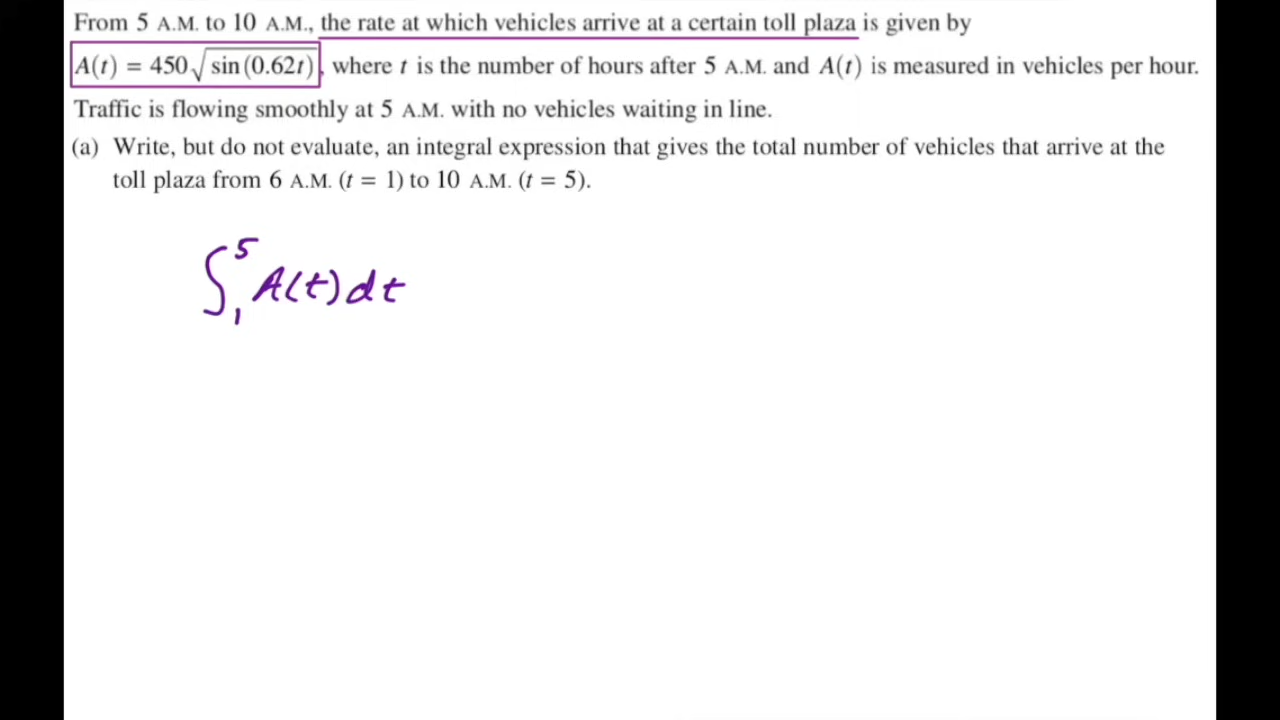 From 5 A.M. to 10 A.M., the rate at which vehicles arrive at a certain toll plaza is given by
A(t) = 450√sin(0.62t), where t is the number of hours after 5 A.M. and A(t) is measured in vehicles per hour.
Traffic is flowing smoothly at 5 A.M. with no vehicles waiting in line.
(a) Write, but do not evaluate, an integral expression that gives the total number of vehicles that arrive at the
toll plaza from 6 A.M. (t = 1) to 10 A.M. (t = 5).
∫₁⁵ A(t)dt